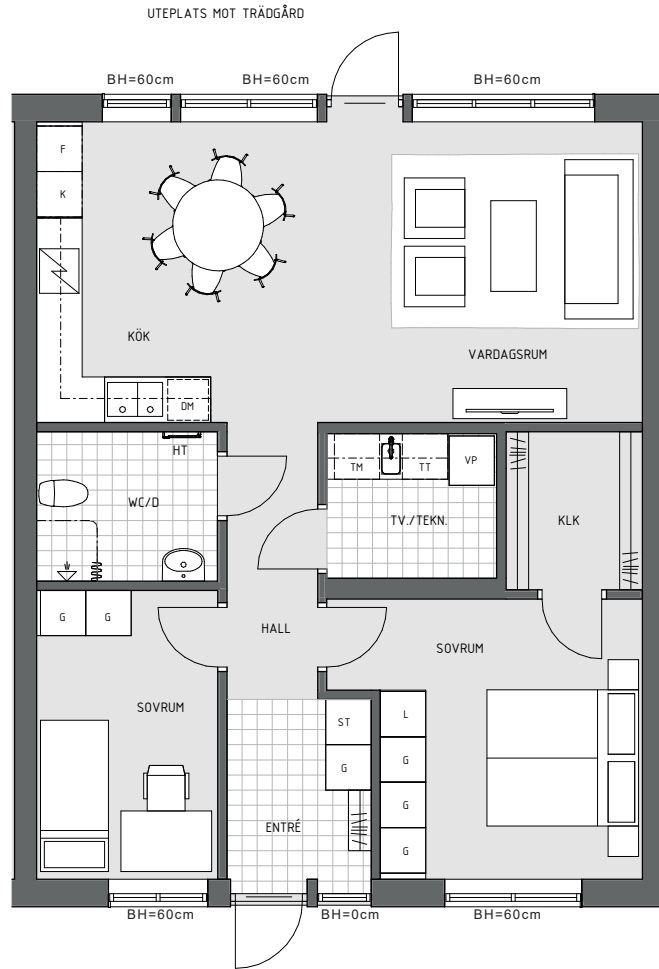 UTEPLATS MOT TRÄDGÅRD
BH=60cm
BH=60cm
BH=60cm
F
K
KÖK
VARDAGSRUM
DM
HT
TM
TT
VP
WC/D
TV./TEKN.
KLK
G
G
HALL
SOVRUM
SOVRUM
ST
L
G
G
G
ENTRÉ
G
BH=60cm
BH=0cm
BH=60cm